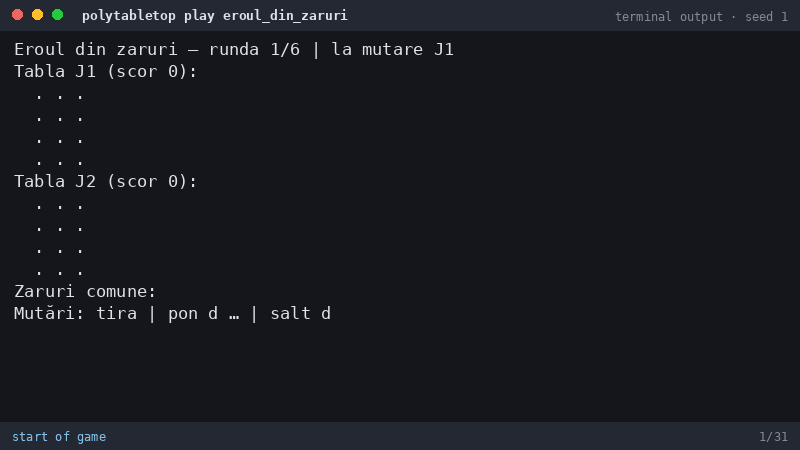 polytabletop play eroul_din_zaruri
terminal output · seed 1
Eroul din zaruri — runda 1/6 | la mutare J1
Tabla J1 (scor 0):
. . .
. . .
. . .
. . .
Tabla J2 (scor 0):
. . .
. . .
. . .
. . .
Zaruri comune:
Mutări: tira | pon d … | salt d
start of game
1/31